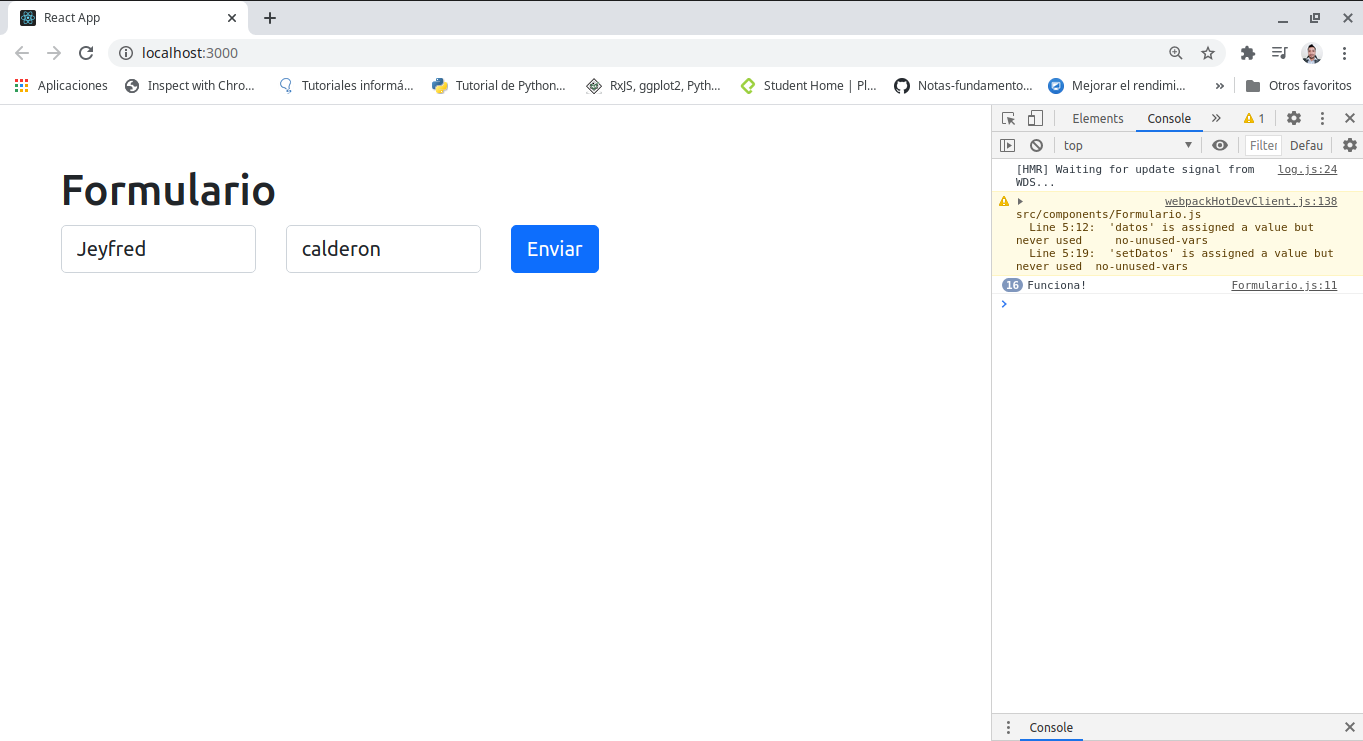 React App
localhost:3000
Aplicaciones
Inspect with Chro...
Tutoriales informá...
Tutorial de Python...
RxJS, ggplot2, Pyth...
Student Home | Pl...
Notas-fundamento...
Mejorar el rendimi...
»
Otros favoritos
Elements
Console
»
1
top
Filter
Defau
[HMR] Waiting for update signal from log.js:24
WDS...
webpackHotDevClient.js:138
src/components/Formulario.js
Line 5:12: 'datos' is assigned a value but
never used no-unused-vars
Line 5:19: 'setDatos' is assigned a value but
never used no-unused-vars
16 Funciona! Formulario.js:11
Formulario
Jeyfred
calderon
Enviar
Console